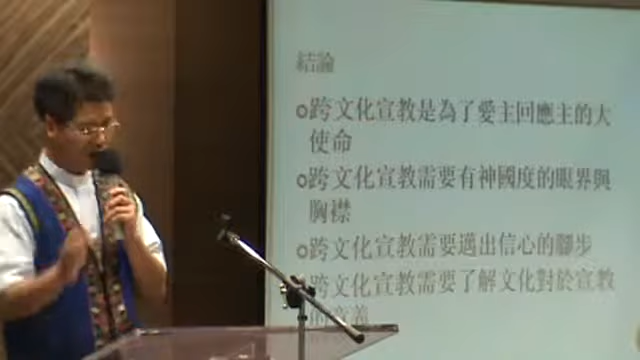 結論
跨文化宣教是為了愛主回應主的大
使命
跨文化宣教需要有神國度的眼界與
胸襟
跨文化宣教需要邁出信心的腳步
跨文化宣教需要了解文化對於宣教
的意義